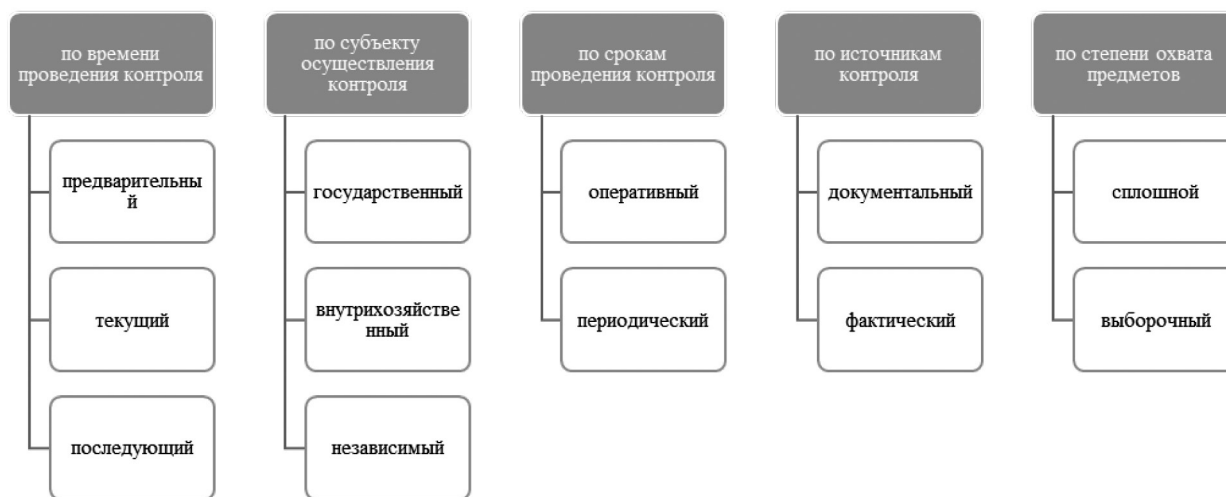 по времени
проведения контроля
предварительны
й
текущий
последующий
по субъекту
осуществления
контроля
государственный
внутрихозяйстве
нный
независимый
по срокам
проведения контроля
оперативный
периодический
по источникам
контроля
документальный
фактический
по степени охвата
предметов
сплошной
выборочный